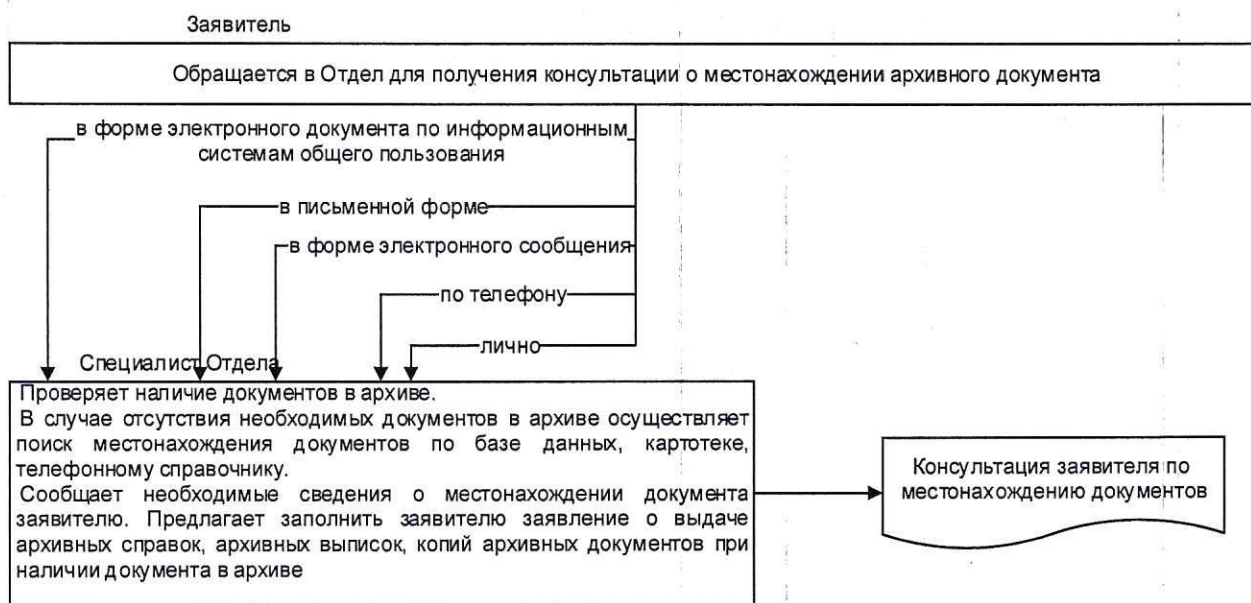 Заявитель
Обращается в Отдел для получения консультации о местонахождении архивного документа
в форме электронного документа по информационным
системам общего пользования
в письменной форме
в форме электронного сообщения
по телефону
лично
Специалист Отдела
Проверяет наличие документов в архиве.
В случае отсутствия необходимых документов в архиве осуществляет
поиск местонахождения документов по базе данных, картотеке,
телефонному справочнику.
Сообщает необходимые сведения о местонахождении документа
заявителю. Предлагает заполнить заявителю заявление о выдаче
архивных справок, архивных выписок, копий архивных документов при
наличии документа в архиве
Консультация заявителя по
местонахождению документов